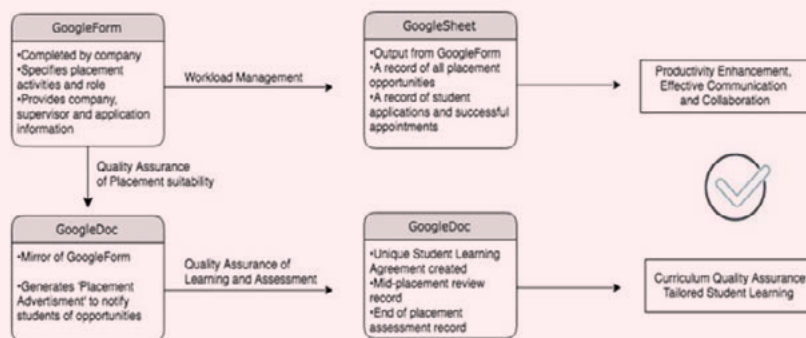 GoogleForm
•Completed by company
•Specifies placement
activities and role
•Provides company,
supervisor and application
information
Workload Management
GoogleSheet
•Output from GoogleForm
•A record of all placement
opportunities
•A record of student
applications and successful
appointments
Productivity Enhancement,
Effective Communication
and Collaboration
Quality Assurance
of Placement suitability
GoogleDoc
•Mirror of GoogleForm
•Generates 'Placement
Advertisment' to notify
students of opportunities
Quality Assurance of
Learning and Assessment
GoogleDoc
•Unique Student Learning
Agreement created
•Mid-placement review
record
•End of placement
assessment record
Curriculum Quality Assurance
Tailored Student Learning